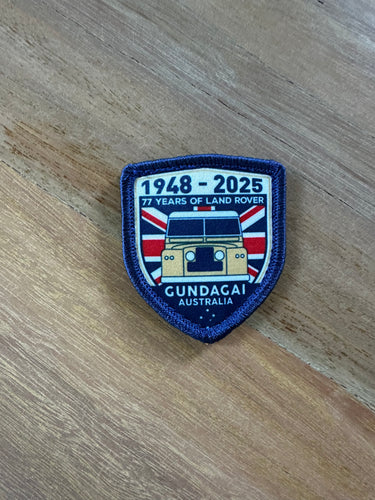 1948 - 2025
77 YEARS OF LAND ROVER
GUNDAGAI
AUSTRALIA